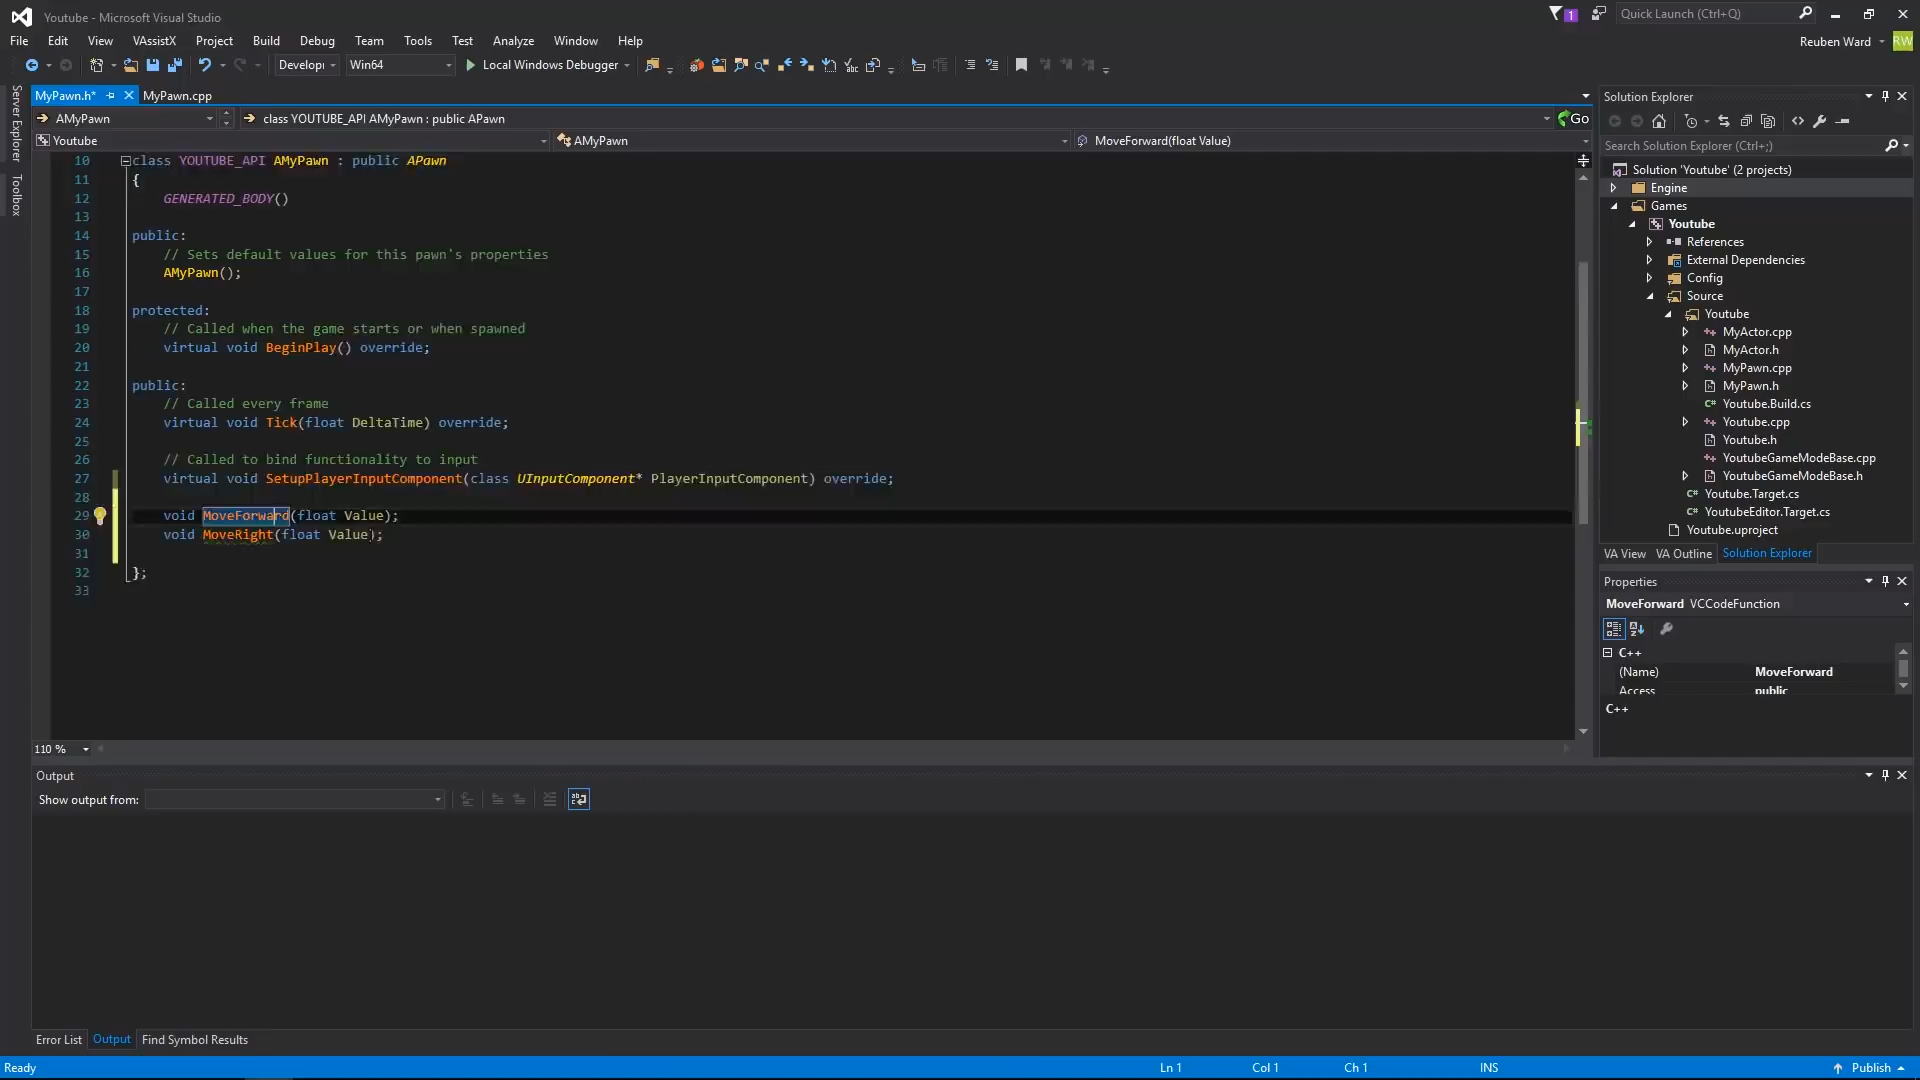 Youtube - Microsoft Visual Studio
1
Quick Launch (Ctrl+Q)
File Edit View VAssistX Project Build Debug Team Tools Test Analyze Window Help
Reuben Ward RW
Develop Win64 Local Windows Debugger
Server Explorer
Toolbox
MyPawn.h* MyPawn.cpp
AMyPawn class YOUTUBE_API AMyPawn : public APawn Go
Youtube AMyPawn MoveForward(float Value)
10 class YOUTUBE_API AMyPawn : public APawn
11 {
12 GENERATED_BODY()
13
14 public:
15 // Sets default values for this pawn's properties
16 AMyPawn();
17
18 protected:
19 // Called when the game starts or when spawned
20 virtual void BeginPlay() override;
21
22 public:
23 // Called every frame
24 virtual void Tick(float DeltaTime) override;
25
26 // Called to bind functionality to input
27 virtual void SetupPlayerInputComponent(class UInputComponent* PlayerInputComponent) override;
28
29 void MoveForward(float Value);
30 void MoveRight(float Value);
31
32 };
33
110 %
Solution Explorer
Search Solution Explorer (Ctrl+;)
Solution 'Youtube' (2 projects)
Engine
Games
Youtube
References
External Dependencies
Config
Source
Youtube
MyActor.cpp
MyActor.h
MyPawn.cpp
MyPawn.h
Youtube.Build.cs
Youtube.cpp
Youtube.h
YoutubeGameModeBase.cpp
YoutubeGameModeBase.h
Youtube.Target.cs
YoutubeEditor.Target.cs
Youtube.uproject
VA View VA Outline Solution Explorer
Properties
MoveForward VCCodeFunction
C++
(Name) MoveForward
Access public
C++
Output
Show output from:
Error List Output Find Symbol Results
Ready Ln 1 Col 1 Ch 1 INS Publish